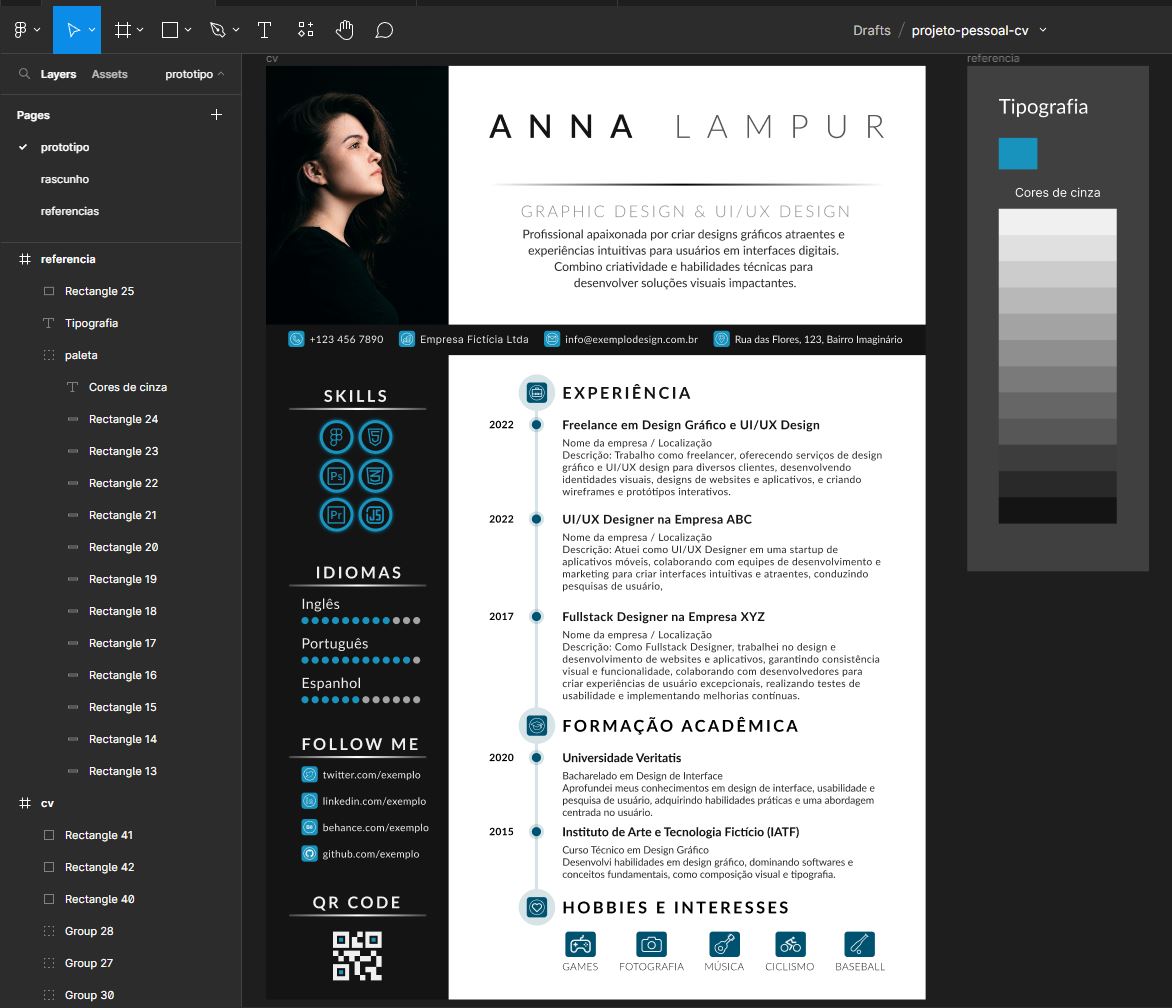 Drafts / projeto-pessoal-cv
Layers
Assets
prototipo
Pages
prototipo
rascunho
referencias
referencia
Rectangle 25
Tipografia
paleta
Cores de cinza
Rectangle 24
Rectangle 23
Rectangle 22
Rectangle 21
Rectangle 20
Rectangle 19
Rectangle 18
Rectangle 17
Rectangle 16
Rectangle 15
Rectangle 14
Rectangle 13
cv
Rectangle 41
Rectangle 42
Rectangle 40
Group 28
Group 27
Group 30
cv
ANNA LAMPUR
GRAPHIC DESIGN & UI/UX DESIGN
Profissional apaixonada por criar designs gráficos atraentes e
experiências intuitivas para usuários em interfaces digitais.
Combino criatividade e habilidades técnicas para
desenvolver soluções visuais impactantes.
+123 456 7890
Empresa Fictícia Ltda
info@exemplodesign.com.br
Rua das Flores, 123, Bairro Imaginário
SKILLS
Ps
Pr
JS
IDIOMAS
Inglês
Português
Espanhol
FOLLOW ME
twitter.com/exemplo
linkedin.com/exemplo
behance.com/exemplo
github.com/exemplo
QR CODE
EXPERIÊNCIA
2022
Freelance em Design Gráfico e UI/UX Design
Nome da empresa / Localização
Descrição: Trabalho como freelancer, oferecendo serviços de design
gráfico e UI/UX design para diversos clientes, desenvolvendo
identidades visuais, designs de websites e aplicativos, e criando
wireframes e protótipos interativos.
2022
UI/UX Designer na Empresa ABC
Nome da empresa / Localização
Descrição: Atuei como UI/UX Designer em uma startup de
aplicativos móveis, colaborando com equipes de desenvolvimento e
marketing para criar interfaces intuitivas e atraentes, conduzindo
pesquisas de usuário,
2017
Fullstack Designer na Empresa XYZ
Nome da empresa / Localização
Descrição: Como Fullstack Designer, trabalhei no design e
desenvolvimento de websites e aplicativos, garantindo consistência
visual e funcionalidade, colaborando com desenvolvedores para
criar experiências de usuário excepcionais, realizando testes de
usabilidade e implementando melhorias contínuas.
FORMAÇÃO ACADÊMICA
2020
Universidade Veritatis
Bacharelado em Design de Interface
Aprofundei meus conhecimentos em design de interface, usabilidade e
pesquisa de usuário, adquirindo habilidades práticas e uma abordagem
centrada no usuário.
2015
Instituto de Arte e Tecnologia Fictício (IATF)
Curso Técnico em Design Gráfico
Desenvolvi habilidades em design gráfico, dominando softwares e
conceitos fundamentais, como composição visual e tipografia.
HOBBIES E INTERESSES
GAMES
FOTOGRAFIA
MÚSICA
CICLISMO
BASEBALL
referencia
Tipografia
Cores de cinza